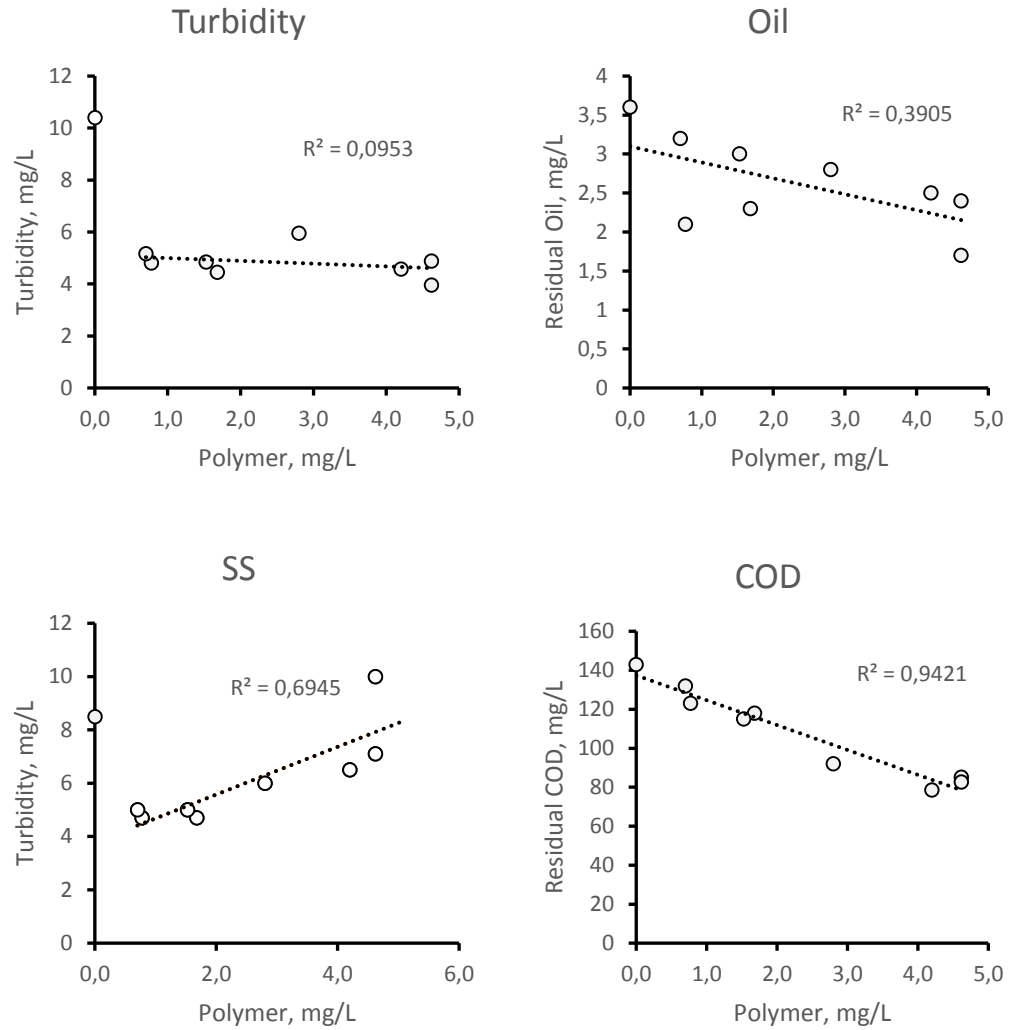 Turbidity
12
10
8
6
4
2
0
Turbidity, mg/L
R² = 0,0953
0,0 1,0 2,0 3,0 4,0 5,0
Polymer, mg/L
Oil
4
3,5
3
2,5
2
1,5
1
0,5
0
Residual Oil, mg/L
R² = 0,3905
0,0 1,0 2,0 3,0 4,0 5,0
Polymer, mg/L
SS
12
10
8
6
4
2
0
Turbidity, mg/L
R² = 0,6945
0,0 2,0 4,0 6,0
Polymer, mg/L
COD
160
140
120
100
80
60
40
20
0
Residual COD, mg/L
R² = 0,9421
0,0 1,0 2,0 3,0 4,0 5,0
Polymer, mg/L